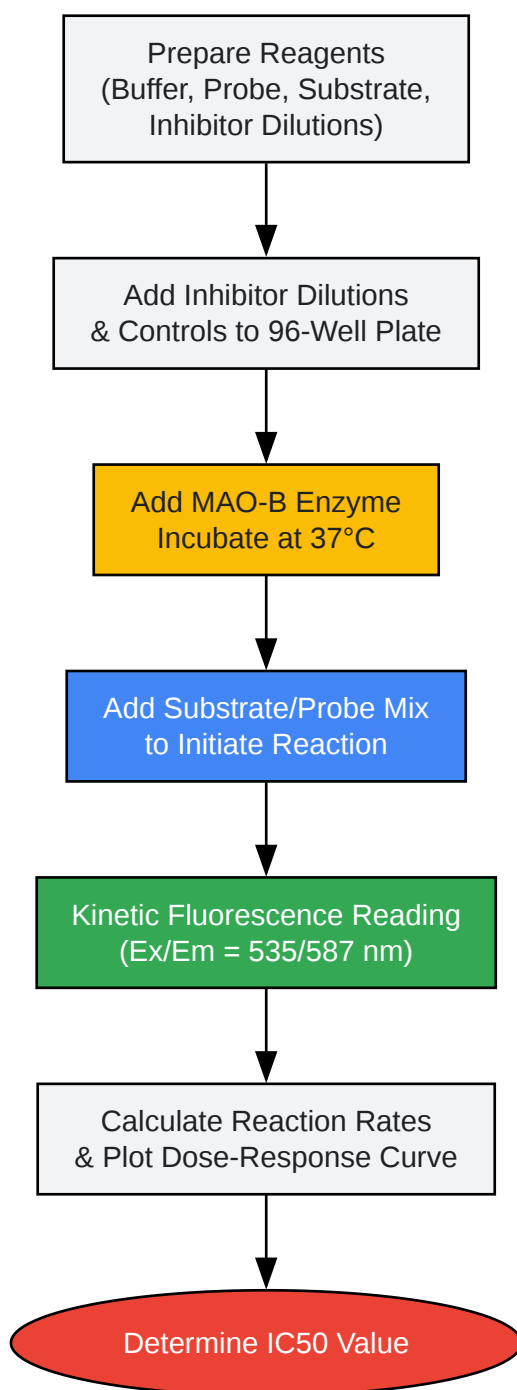 Prepare Reagents
(Buffer, Probe, Substrate,
Inhibitor Dilutions)
Add Inhibitor Dilutions
& Controls to 96-Well Plate
Add MAO-B Enzyme
Incubate at 37°C
Add Substrate/Probe Mix
to Initiate Reaction
Kinetic Fluorescence Reading
(Ex/Em = 535/587 nm)
Calculate Reaction Rates
& Plot Dose-Response Curve
Determine IC50 Value